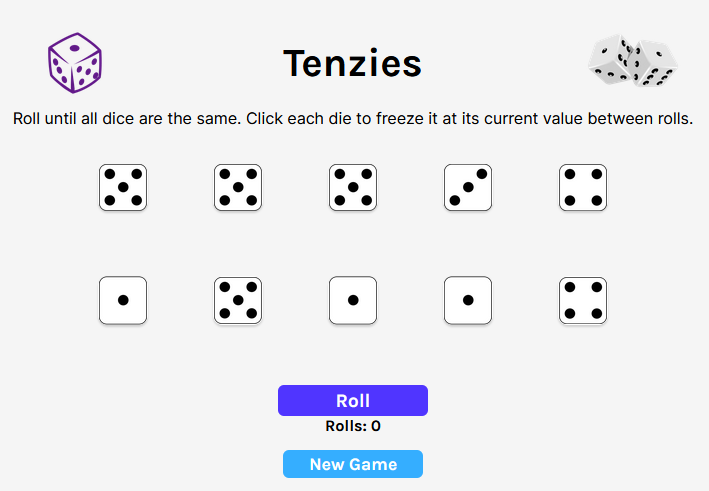 Tenzies
Roll until all dice are the same. Click each die to freeze it at its current value between rolls.
Roll
Rolls: 0
New Game